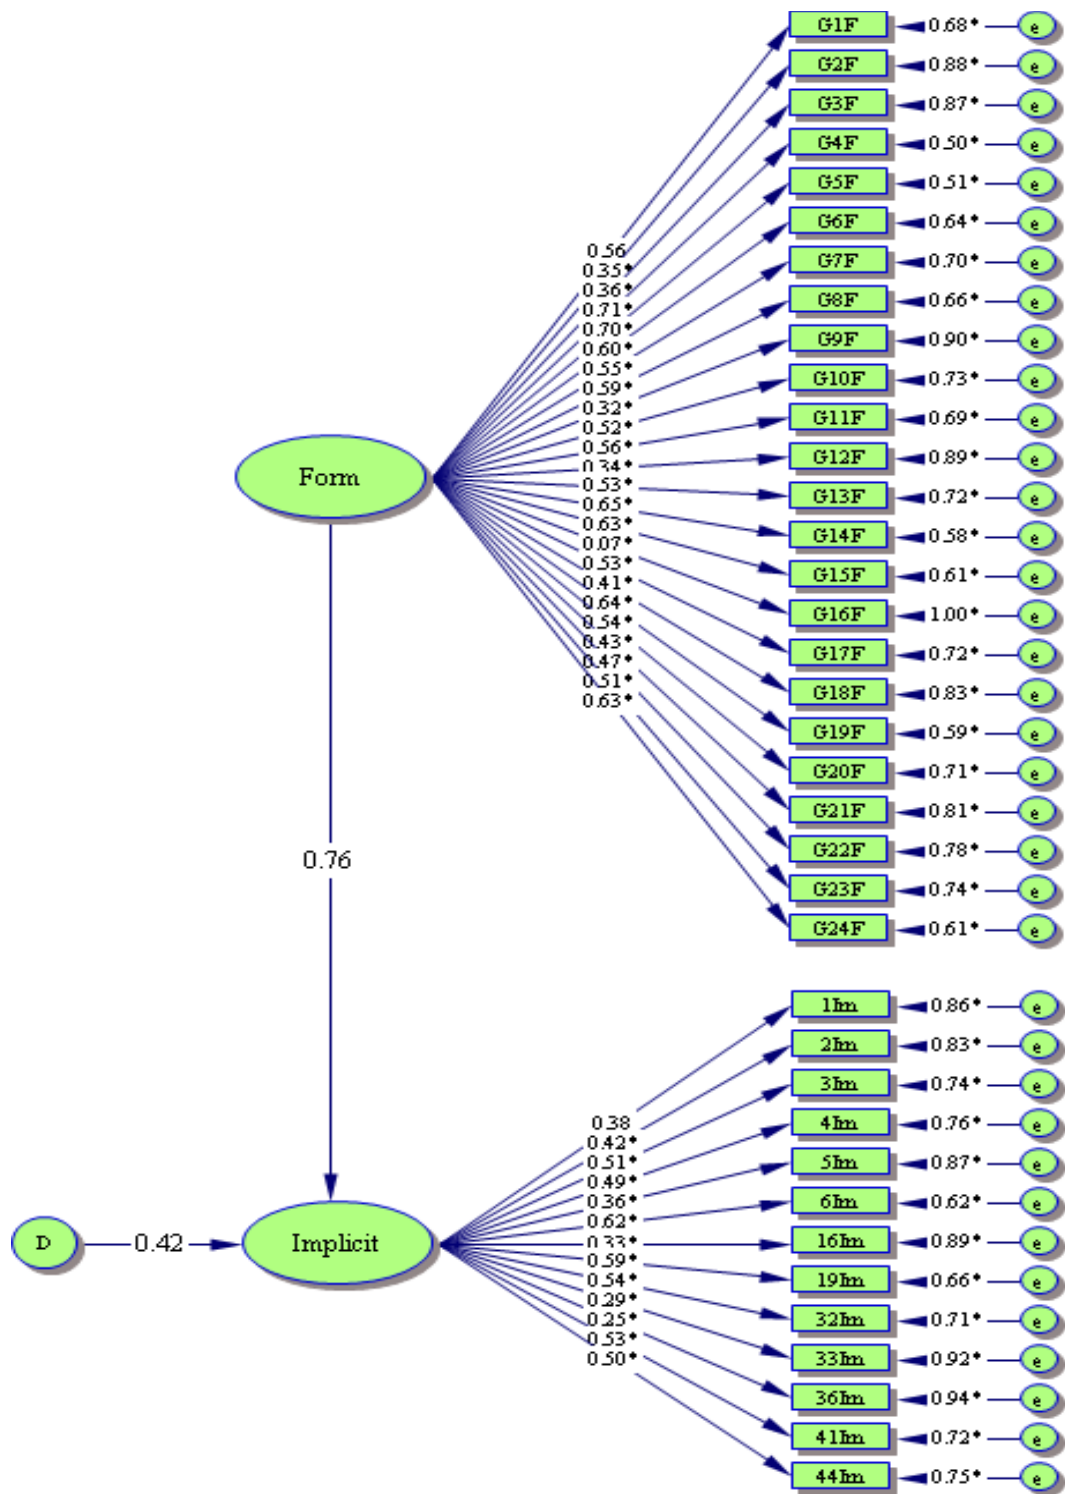 G1F 0.68* e
G2F 0.88* e
G3F 0.87* e
G4F 0.50* e
G5F 0.51* e
G6F 0.64* e
G7F 0.70* e
G8F 0.66* e
G9F 0.90* e
G10F 0.73* e
G11F 0.69* e
G12F 0.89* e
G13F 0.72* e
G14F 0.58* e
G15F 0.61* e
G16F 1.00* e
G17F 0.72* e
G18F 0.83* e
G19F 0.59* e
G20F 0.71* e
G21F 0.81* e
G22F 0.78* e
G23F 0.74* e
G24F 0.61* e
0.56
0.35*
0.36*
0.71*
0.70*
0.60*
0.55*
0.59*
0.32*
0.52*
0.56*
0.34*
0.53*
0.65*
0.63*
0.07*
0.53*
0.41*
0.64*
0.54*
0.43*
0.47*
0.51*
0.63*
Form
0.76
1Im 0.86* e
2Im 0.83* e
3Im 0.74* e
4Im 0.76* e
5Im 0.87* e
6Im 0.62* e
16Im 0.89* e
19Im 0.66* e
32Im 0.71* e
33Im 0.92* e
36Im 0.94* e
41Im 0.72* e
44Im 0.75* e
0.38
0.42*
0.51*
0.49*
0.36*
0.62*
0.33*
0.59*
0.54*
0.29*
0.25*
0.53*
0.50*
D 0.42 Implicit